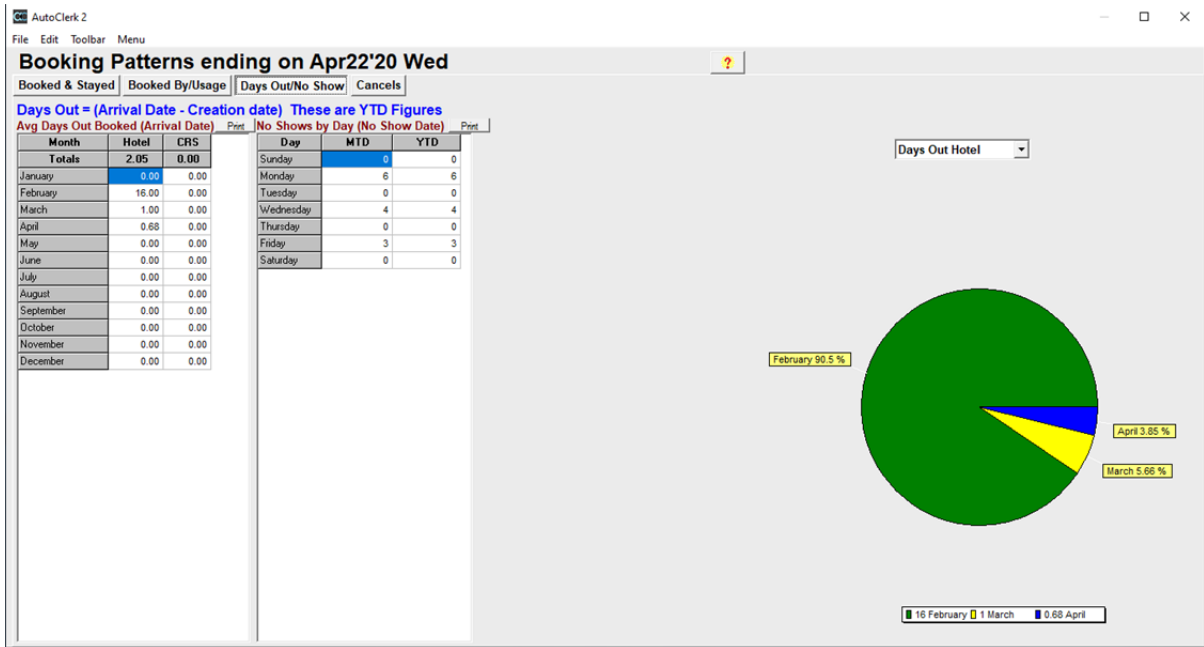 AutoClerk 2
File Edit Toolbar Menu
Booking Patterns ending on Apr22'20 Wed
?
Booked & Stayed Booked By/Usage Days Out/No Show Cancels
Days Out = (Arrival Date - Creation date) These are YTD Figures
Avg Days Out Booked (Arrival Date) Print No Shows by Day (No Show Date) Print
Month Hotel CRS
Totals 2.05 0.00
January 0.00 0.00
February 16.00 0.00
March 1.00 0.00
April 0.68 0.00
May 0.00 0.00
June 0.00 0.00
July 0.00 0.00
August 0.00 0.00
September 0.00 0.00
October 0.00 0.00
November 0.00 0.00
December 0.00 0.00
Day MTD YTD
Sunday 0 0
Monday 6 6
Tuesday 0 0
Wednesday 4 4
Thursday 0 0
Friday 3 3
Saturday 0 0
Days Out Hotel
February 90.5 %
April 3.85 %
March 5.66 %
16 February 1 March 0.68 April